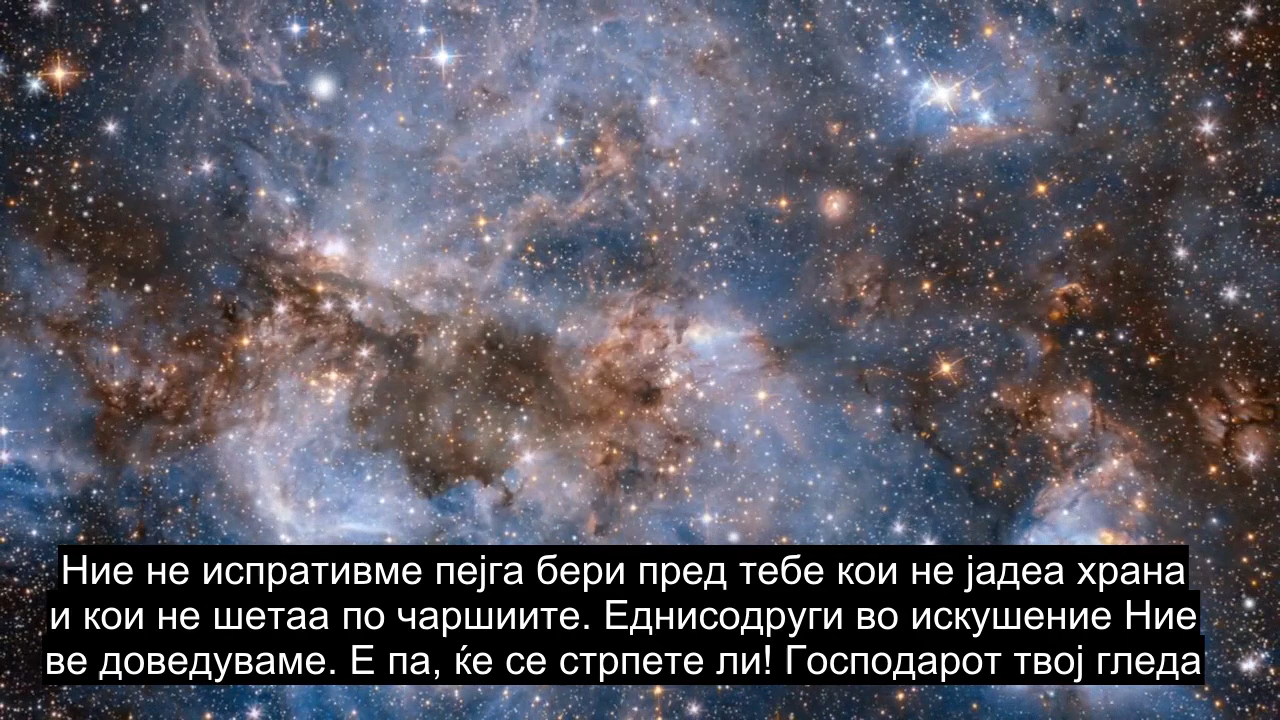 Ние не испративме пејга бери пред тебе кои не јадеа храна
и кои не шетаа по чаршиите. Еднисодруги во искушение Ние
ве доведуваме. Е па, ќе се стрпете ли! Господарот твој гледа